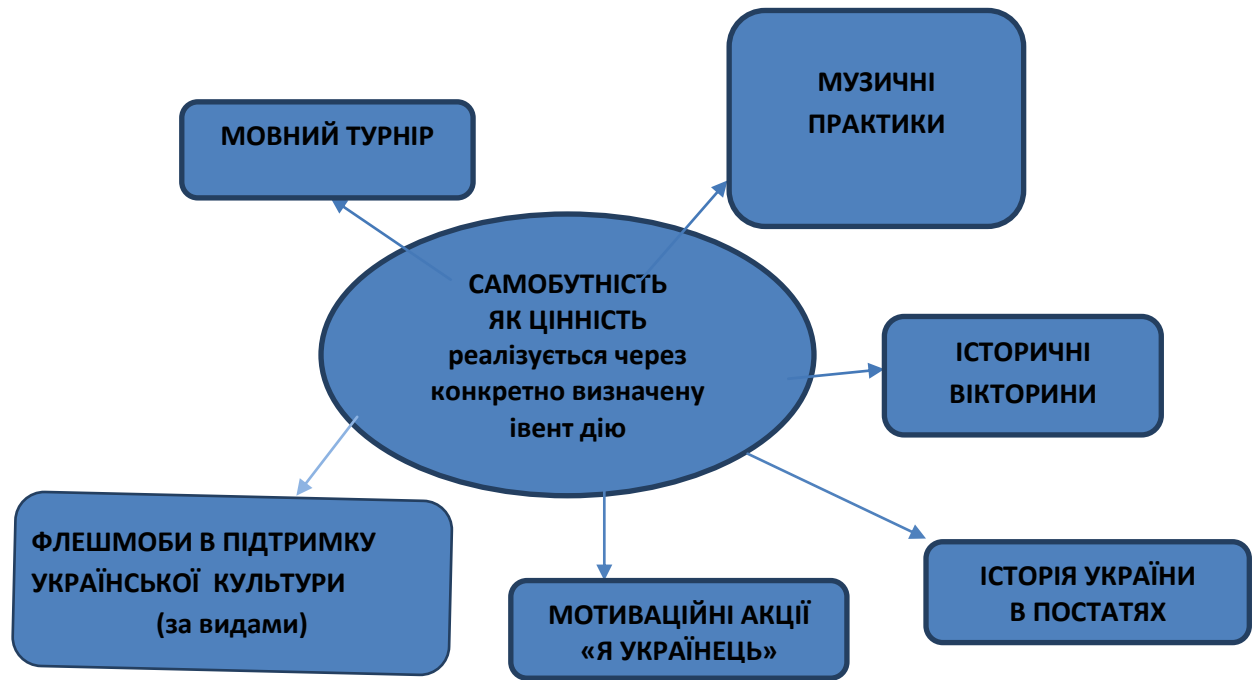 МУЗИЧНІ
ПРАКТИКИ
МОВНИЙ ТУРНІР
САМОБУТНІСТЬ
ЯК ЦІННІСТЬ
реалізується через
конкретно визначену
івент дію
ІСТОРИЧНІ
ВІКТОРИНИ
ФЛЕШМОБИ В ПІДТРИМКУ
УКРАЇНСЬКОЇ КУЛЬТУРИ
(за видами)
МОТИВАЦІЙНІ АКЦІЇ
«Я УКРАЇНЕЦЬ»
ІСТОРІЯ УКРАЇНИ
В ПОСТАТЯХ